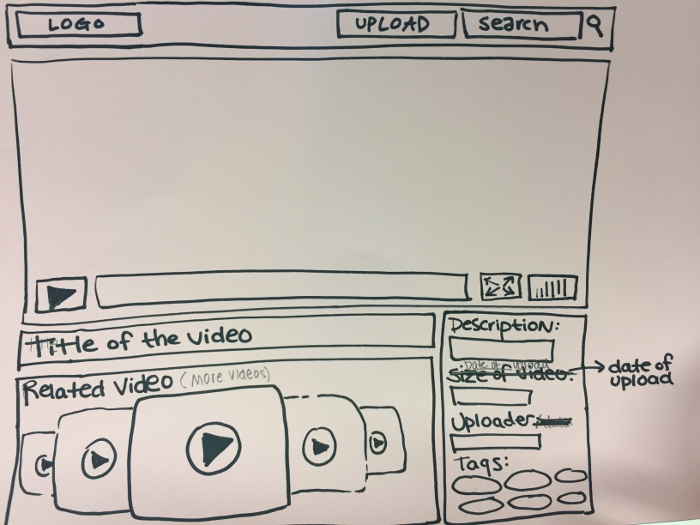 LOGO
UPLOAD
Search
Title of the video
Description:
Related Video (More Videos)
Date of upload
Size of Video:
date of
upload
Uploader
Tags: